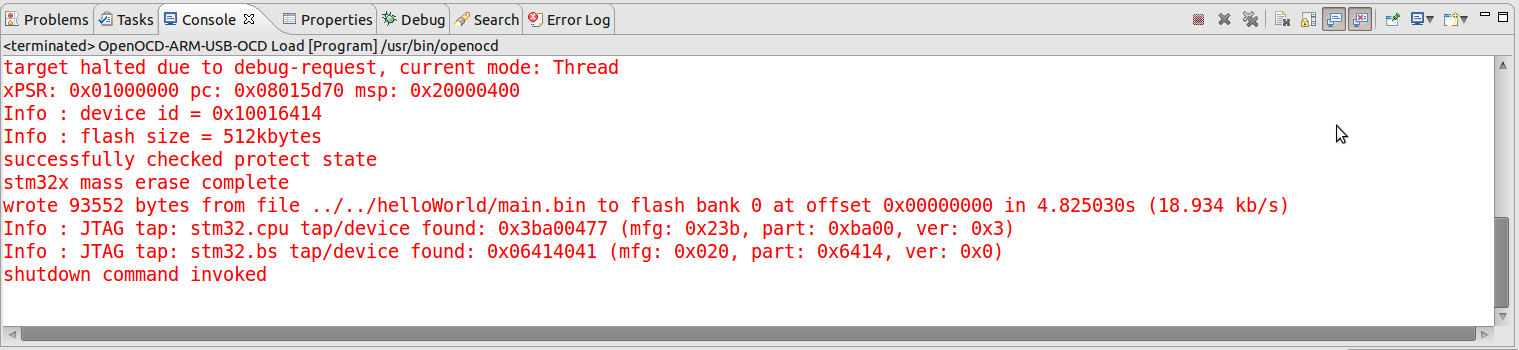 Problems Tasks Console Properties Debug Search Error Log
<terminated> OpenOCD-ARM-USB-OCD Load [Program] /usr/bin/openocd
target halted due to debug-request, current mode: Thread
xPSR: 0x01000000 pc: 0x08015d70 msp: 0x20000400
Info : device id = 0x10016414
Info : flash size = 512kbytes
successfully checked protect state
stm32x mass erase complete
wrote 93552 bytes from file ../../helloWorld/main.bin to flash bank 0 at offset 0x00000000 in 4.825030s (18.934 kb/s)
Info : JTAG tap: stm32.cpu tap/device found: 0x3ba00477 (mfg: 0x23b, part: 0xba00, ver: 0x3)
Info : JTAG tap: stm32.bs tap/device found: 0x06414041 (mfg: 0x020, part: 0x6414, ver: 0x0)
shutdown command invoked